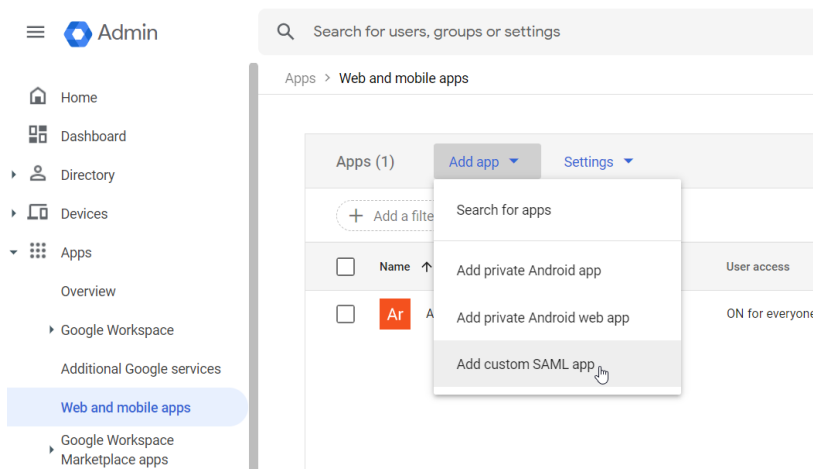 Admin
Search for users, groups or settings
Home
Dashboard
Directory
Devices
Apps
Overview
Google Workspace
Additional Google services
Web and mobile apps
Google Workspace
Marketplace apps
Apps > Web and mobile apps
Apps (1)
Add app
Settings
+ Add a filte
Search for apps
Add private Android app
Add private Android web app
Add custom SAML app
Name
User access
Ar
A
ON for everyone